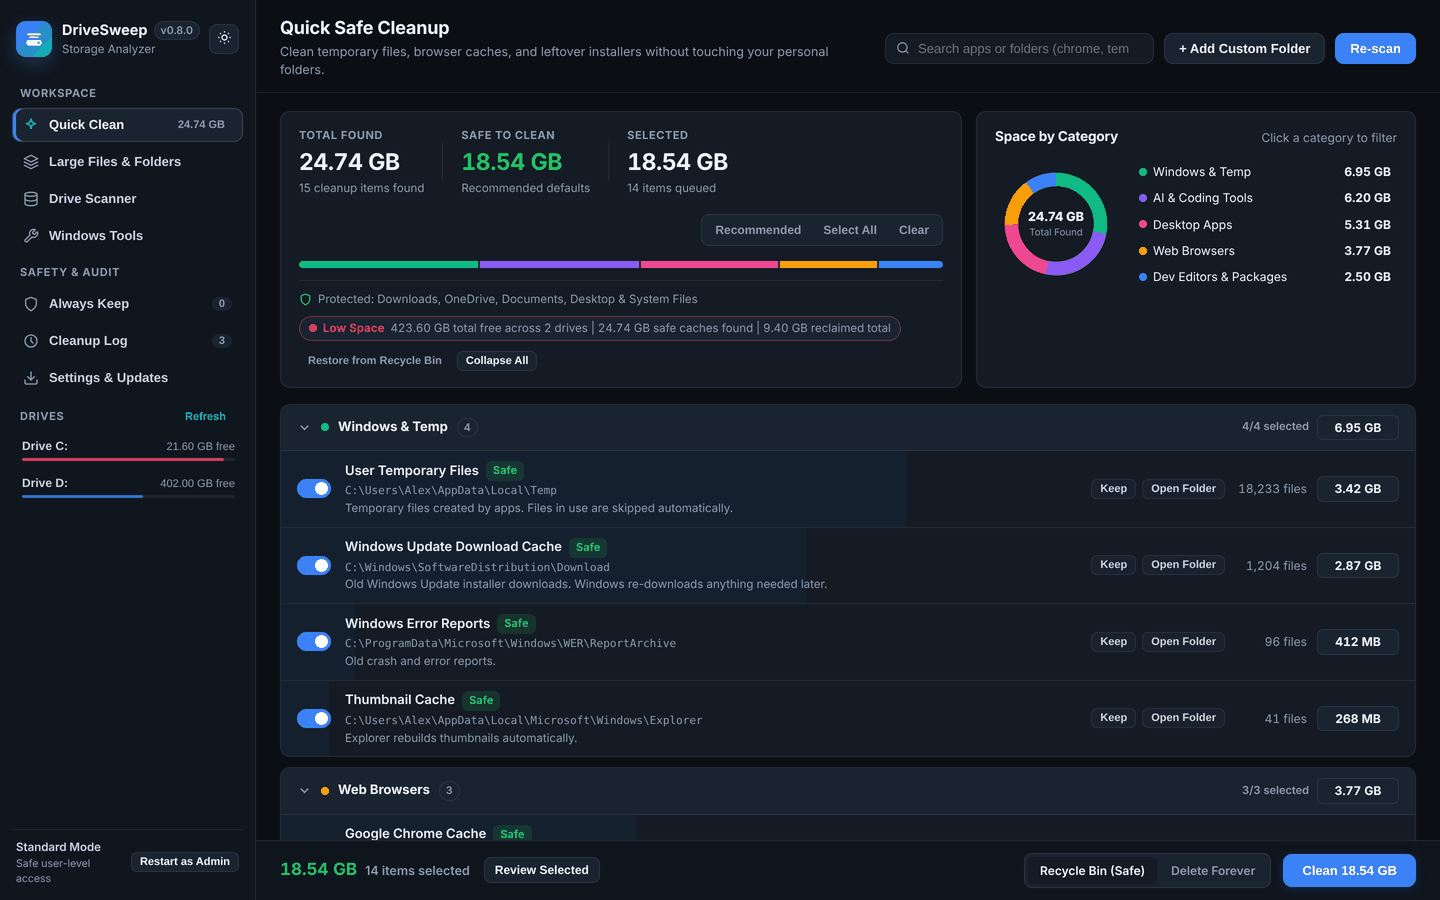 DriveSweep v0.8.0
Storage Analyzer
WORKSPACE
Quick Clean 24.74 GB
Large Files & Folders
Drive Scanner
Windows Tools
SAFETY & AUDIT
Always Keep 0
Cleanup Log 3
Settings & Updates
DRIVES Refresh
Drive C: 21.60 GB free
Drive D: 402.00 GB free
Standard Mode
Safe user-level
access
Restart as Admin
Quick Safe Cleanup
Clean temporary files, browser caches, and leftover installers without touching your personal
folders.
Search apps or folders (chrome, tem
+ Add Custom Folder
Re-scan
TOTAL FOUND
24.74 GB
15 cleanup items found
SAFE TO CLEAN
18.54 GB
Recommended defaults
SELECTED
18.54 GB
14 items queued
Recommended Select All Clear
Protected: Downloads, OneDrive, Documents, Desktop & System Files
Low Space 423.60 GB total free across 2 drives | 24.74 GB safe caches found | 9.40 GB reclaimed total
Restore from Recycle Bin Collapse All
Space by Category Click a category to filter
24.74 GB
Total Found
Windows & Temp 6.95 GB
AI & Coding Tools 6.20 GB
Desktop Apps 5.31 GB
Web Browsers 3.77 GB
Dev Editors & Packages 2.50 GB
Windows & Temp 4 4/4 selected 6.95 GB
User Temporary Files Safe
C:\Users\Alex\AppData\Local\Temp
Temporary files created by apps. Files in use are skipped automatically.
Keep Open Folder 18,233 files 3.42 GB
Windows Update Download Cache Safe
C:\Windows\SoftwareDistribution\Download
Old Windows Update installer downloads. Windows re-downloads anything needed later.
Keep Open Folder 1,204 files 2.87 GB
Windows Error Reports Safe
C:\ProgramData\Microsoft\Windows\WER\ReportArchive
Old crash and error reports.
Keep Open Folder 96 files 412 MB
Thumbnail Cache Safe
C:\Users\Alex\AppData\Local\Microsoft\Windows\Explorer
Explorer rebuilds thumbnails automatically.
Keep Open Folder 41 files 268 MB
Web Browsers 3 3/3 selected 3.77 GB
Google Chrome Cache Safe
18.54 GB 14 items selected Review Selected
Recycle Bin (Safe) Delete Forever Clean 18.54 GB